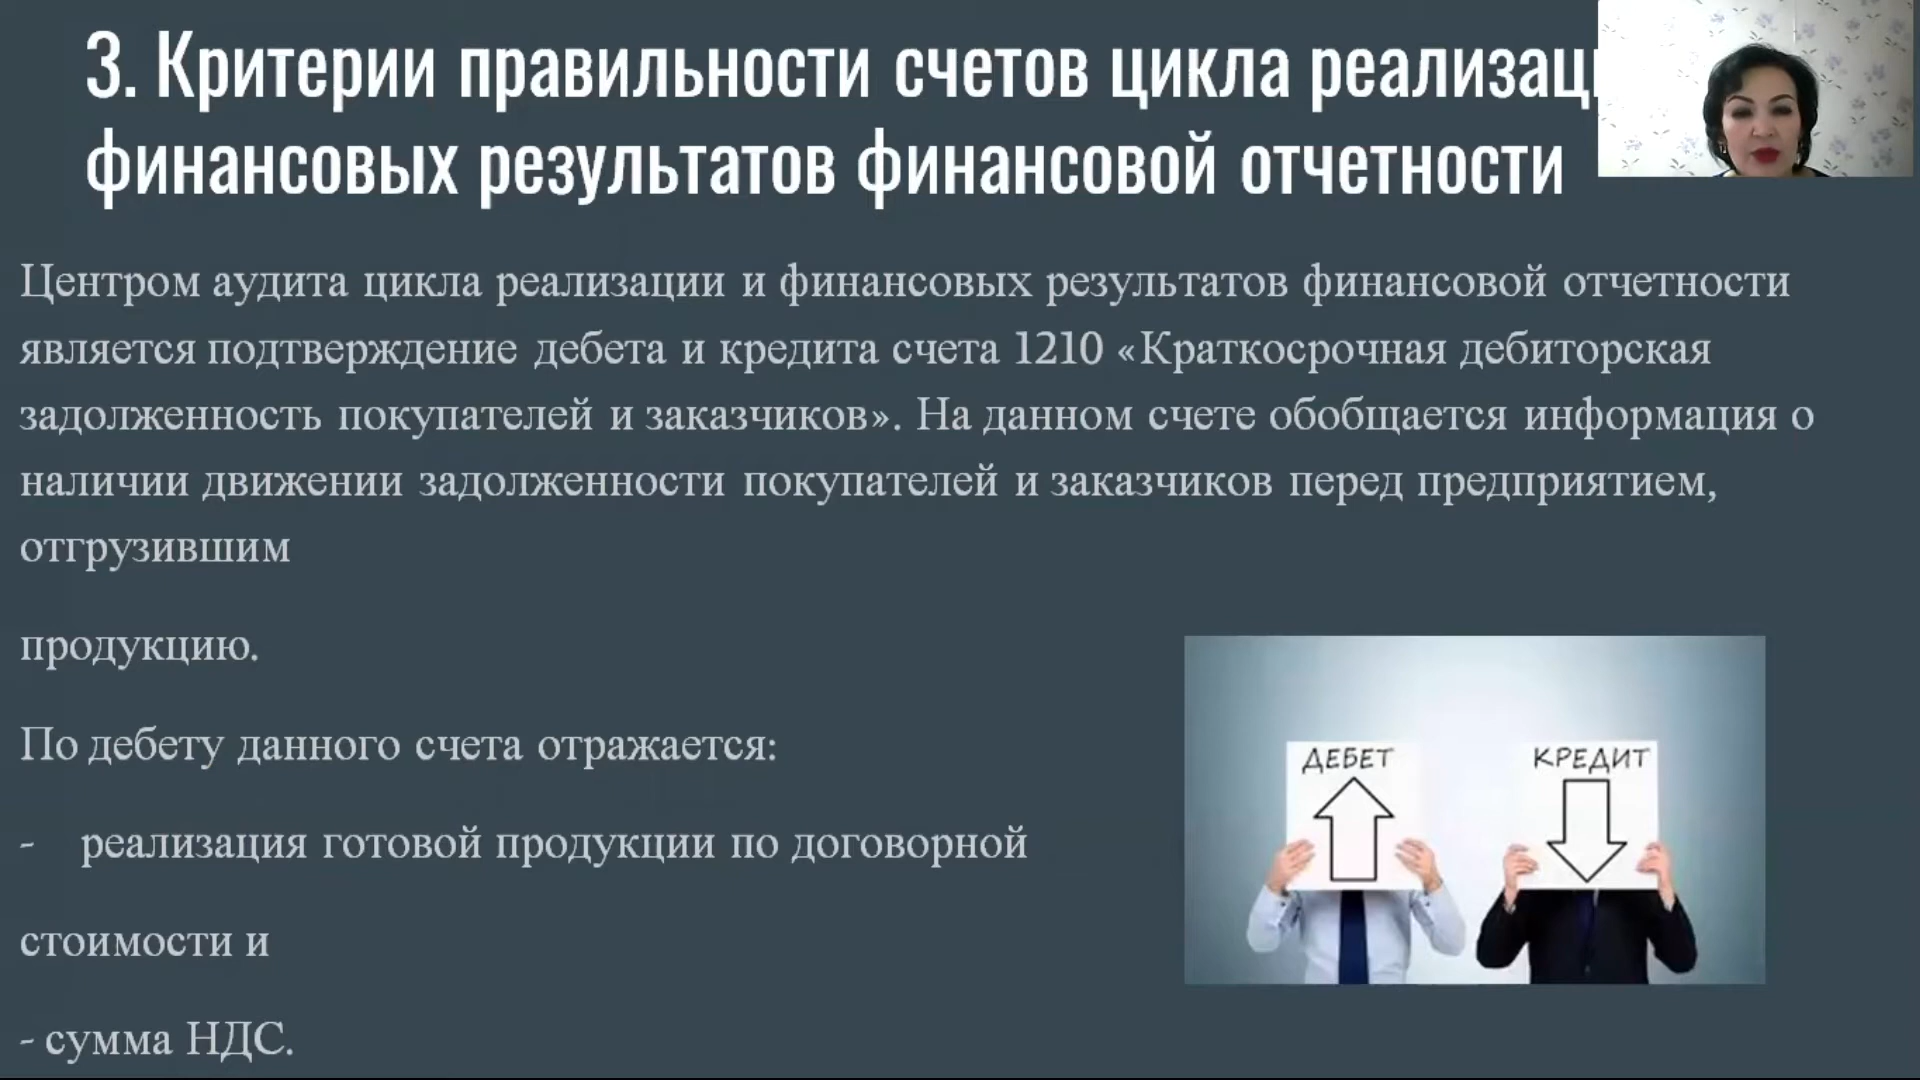 3. Критерии правильности счетов цикла
финансовых результатов финансовой отчетности
Центром аудита цикла реализации и финансовых результатов финансовой отчетности
является подтверждение дебета и кредита счета 1210 «Краткосрочная дебиторская
задолженность покупателей и заказчиков». На данном счете обобщается информация о
наличии движении задолженности покупателей и заказчиков перед предприятием,
отгрузившим
продукцию.
По дебету данного счета отражается:
- реализация готовой продукции по договорной
стоимости и
- сумма НДС.
ДЕБЕТ
КРЕДИТ